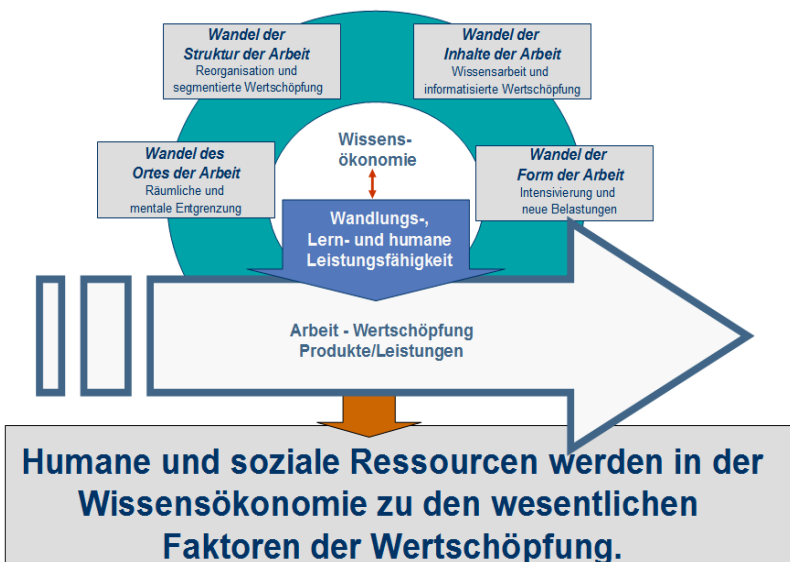 Wandel der
Struktur der Arbeit
Reorganisation und
segmentierte Wertschöpfung
Wandel der
Inhalte der Arbeit
Wissensarbeit und
informatisierte Wertschöpfung
Wandel des
Ortes der Arbeit
Räumliche und
mentale Entgrenzung
Wissens-
ökonomie
Wandel der
Form der Arbeit
Intensivierung und
neue Belastungen
Wandlungs-,
Lern- und humane
Leistungsfähigkeit
Arbeit - Wertschöpfung
Produkte/Leistungen
Humane und soziale Ressourcen werden in der
Wissensökonomie zu den wesentlichen
Faktoren der Wertschöpfung.